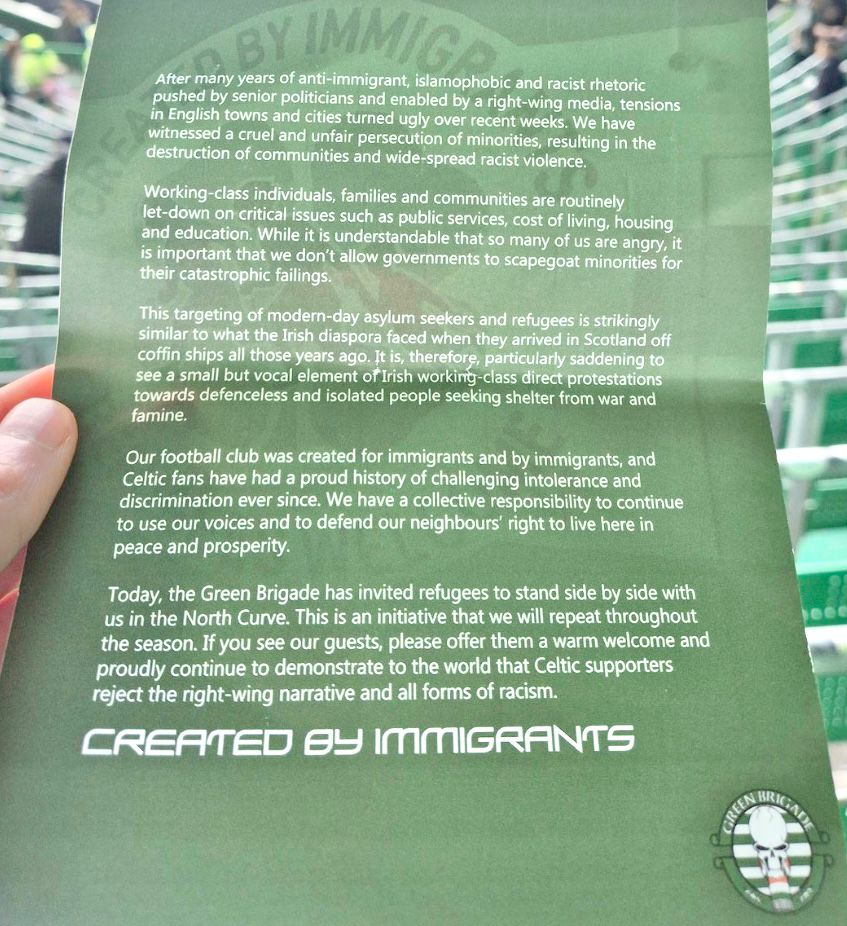 CREATED BY IMMIGR
After many years of anti-immigrant, islamophobic and racist rhetoric
pushed by senior politicians and enabled by a right-wing media, tensions
in English towns and cities turned ugly over recent weeks. We have
witnessed a cruel and unfair persecution of minorities, resulting in the
destruction of communities and wide-spread racist violence.
Working-class individuals, families and communities are routinely
let-down on critical issues such as public services, cost of living, housing
and education. While it is understandable that so many of us are angry, it
is important that we don't allow governments to scapegoat minorities for
their catastrophic failings.
This targeting of modern-day asylum seekers and refugees is strikingly
similar to what the Irish diaspora faced when they arrived in Scotland off
coffin ships all those years ago. It is, therefore, particularly saddening to
see a small but vocal element of Irish working-class direct protestations
towards defenceless and isolated people seeking shelter from war and
famine.
Our football club was created for immigrants and by immigrants, and
Celtic fans have had a proud history of challenging intolerance and
discrimination ever since. We have a collective responsibility to continue
to use our voices and to defend our neighbours' right to live here in
peace and prosperity.
Today, the Green Brigade has invited refugees to stand side by side with
us in the North Curve. This is an initiative that we will repeat throughout
the season. If you see our guests, please offer them a warm welcome and
proudly continue to demonstrate to the world that Celtic supporters
reject the right-wing narrative and all forms of racism.
CREATED BY IMMIGRANTS
GREEN BRIGADE